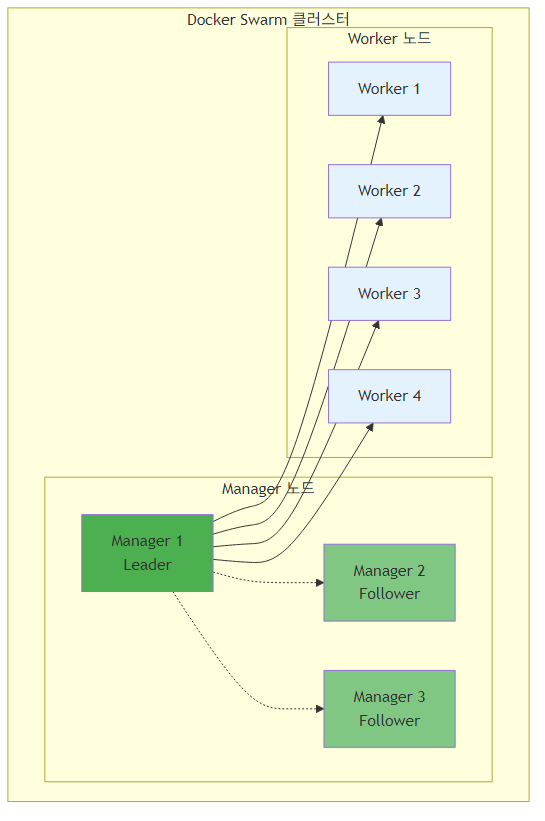 Docker Swarm 클러스터
Worker 노드
Worker 1
Worker 2
Worker 3
Worker 4
Manager 노드
Manager 1
Leader
Manager 2
Follower
Manager 3
Follower